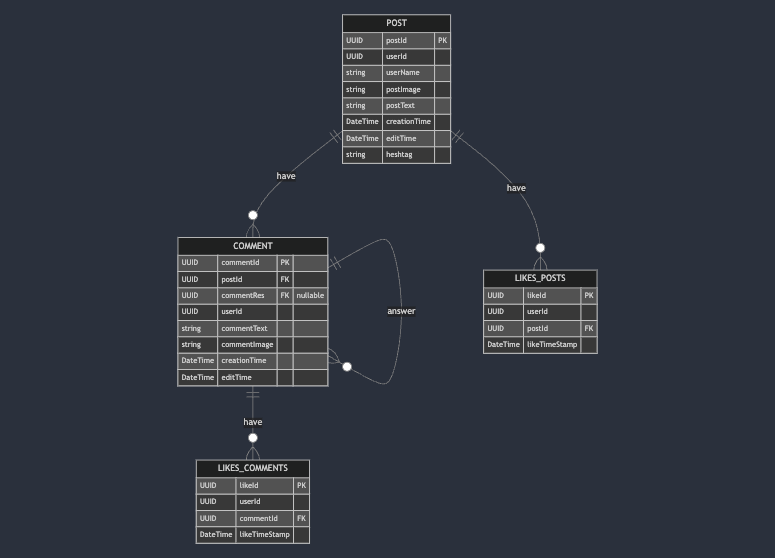 POST
UUID postId PK
UUID userId
string userName
string postImage
string postText
DateTime creationTime
DateTime editTime
string heshtag
have
have
COMMENT
UUID commentId PK
UUID postId FK
UUID commentRes FK nullable
UUID userId
string commentText
string commentImage
DateTime creationTime
DateTime editTime
answer
LIKES_POSTS
UUID likeId PK
UUID userId
UUID postId FK
DateTime likeTimeStamp
have
LIKES_COMMENTS
UUID likeId PK
UUID userId
UUID commentId FK
DateTime likeTimeStamp